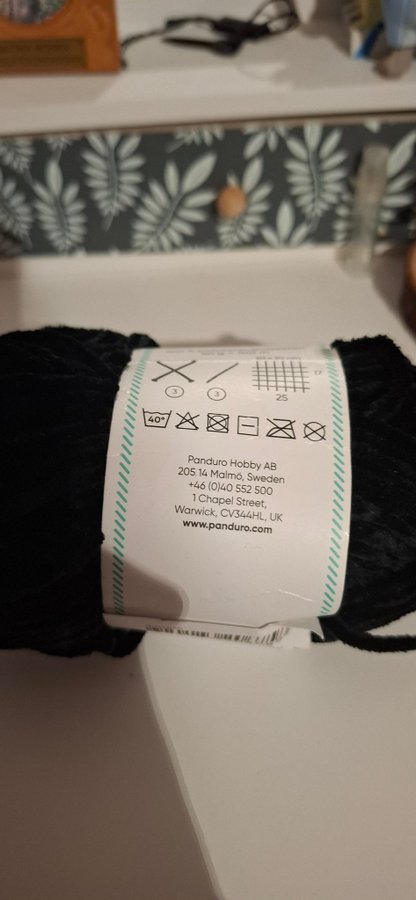 3
3
17
25
40°
Panduro Hobby AB
205 14 Malmö, Sweden
+46 (0)40 552 500
1 Chapel Street,
Warwick, CV344HL, UK
www.panduro.com